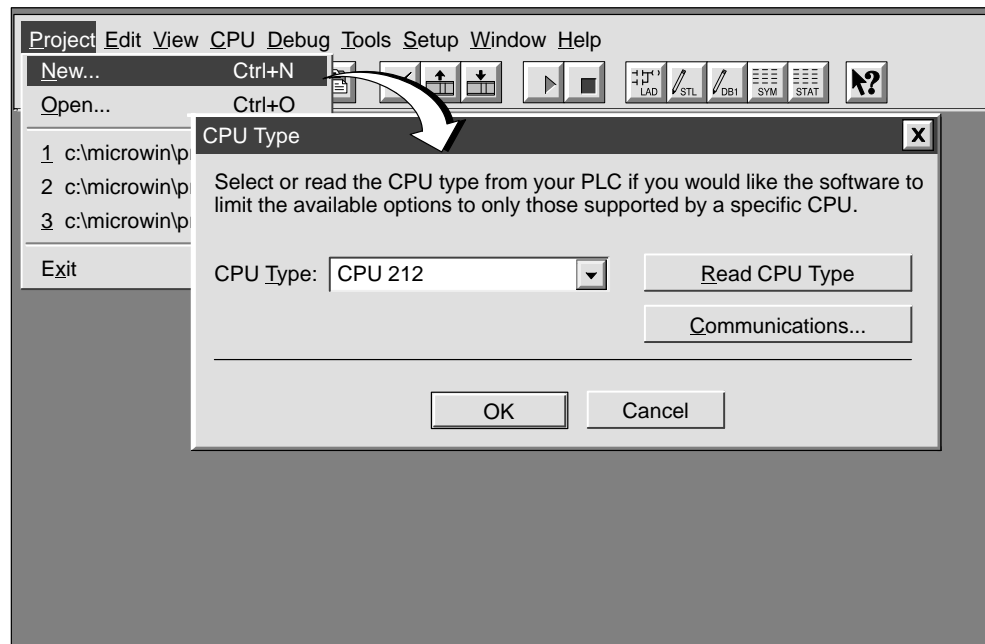 Project Edit View CPU Debug Tools Setup Window Help
New... Ctrl+N
LAD STL DB1 SYM STAT
Open... Ctrl+O
CPU Type X
1 c:\microwin\p
2 c:\microwin\p
3 c:\microwin\p
Exit
Select or read the CPU type from your PLC if you would like the software to
limit the available options to only those supported by a specific CPU.
CPU Type: CPU 212
Read CPU Type
Communications...
OK Cancel